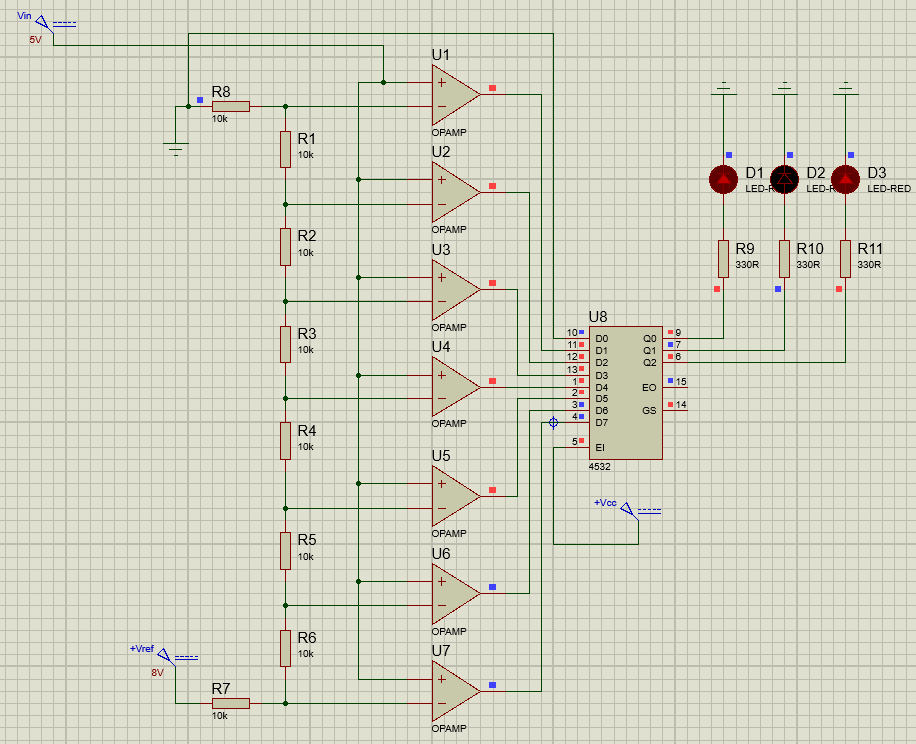 Vin
5V
R8
10k
R1
10k
R2
10k
R3
10k
R4
10k
R5
10k
R6
10k
+Vref
8V
R7
10k
U1
+
−
OPAMP
U2
+
−
OPAMP
U3
+
−
OPAMP
U4
+
−
OPAMP
U5
+
−
OPAMP
U6
+
−
OPAMP
U7
+
−
OPAMP
U8
10 D0 Q0 9
11 D1 Q1 7
12 D2 Q2 6
13 D3
1 D4 EO 15
2 D5
3 D6 GS 14
4 D7
5 EI
4532
+Vcc
D1 D2 D3
LED-R LED-R LED-RED
R9 R10 R11
330R 330R 330R